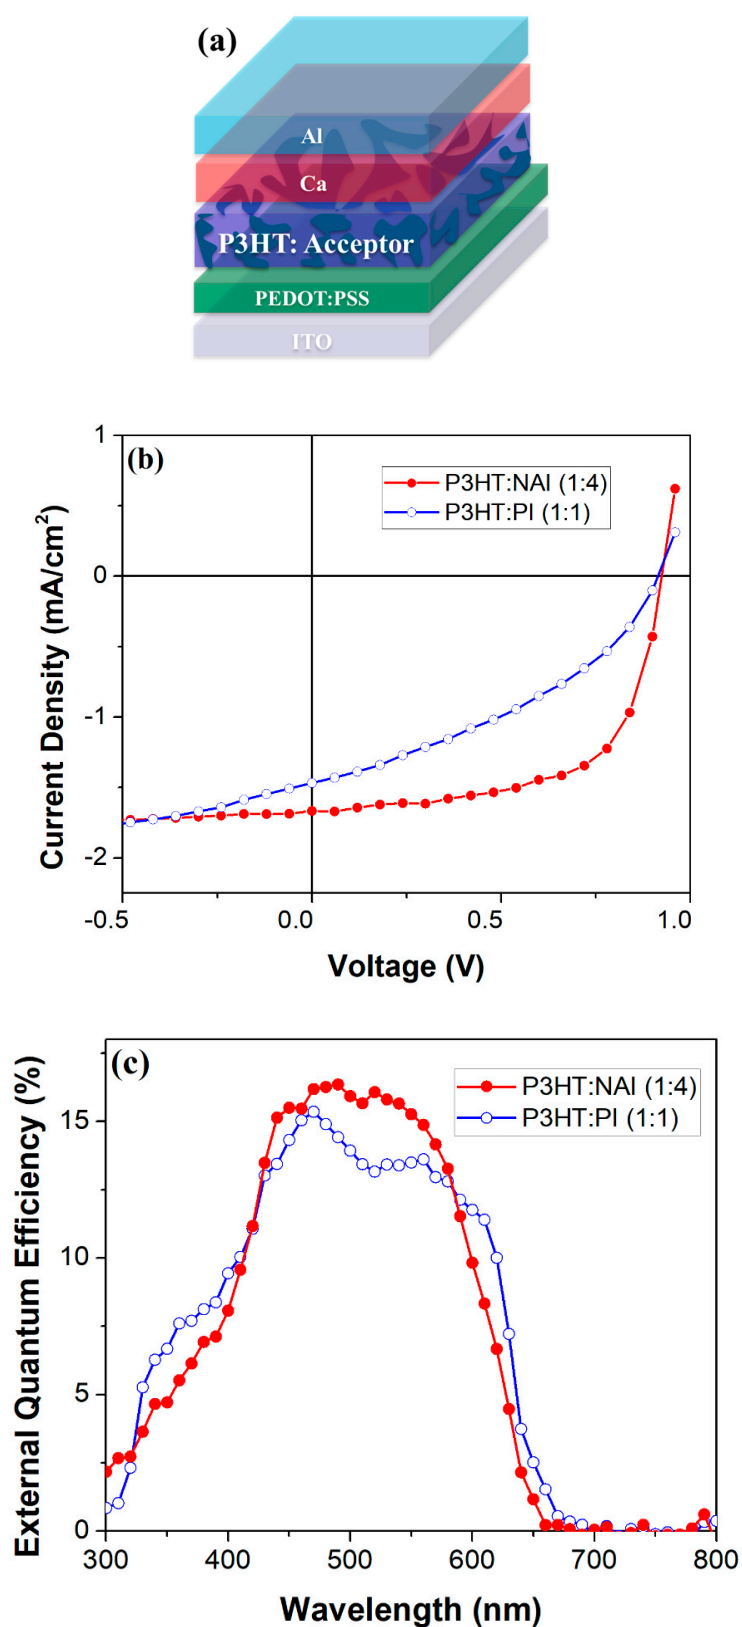 (a)
Al
Ca
P3HT: Acceptor
PEDOT:PSS
ITO
(b)
P3HT:NAI (1:4)
P3HT:PI (1:1)
1
0
-1
-2
Current Density (mA/cm²)
-0.5 0.0 0.5 1.0
Voltage (V)
(c)
P3HT:NAI (1:4)
P3HT:PI (1:1)
15
10
5
0
External Quantum Efficiency (%)
300 400 500 600 700 800
Wavelength (nm)